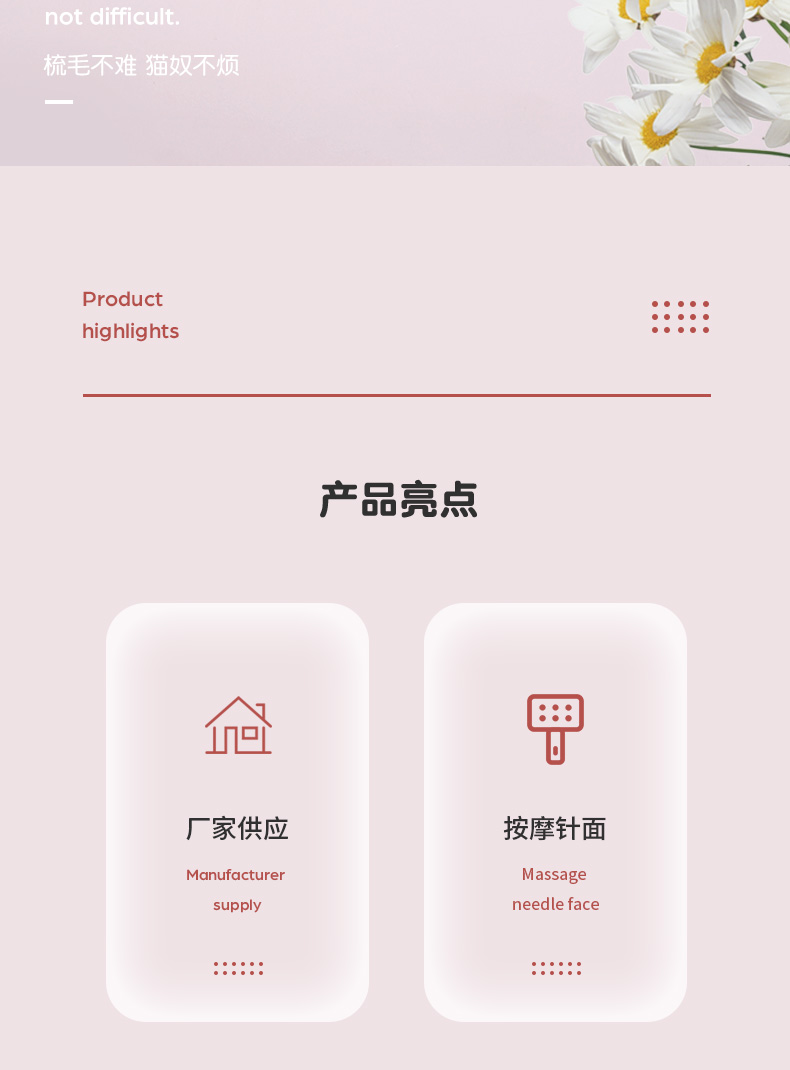 not difficult.
梳毛不难 猫奴不烦
Product
highlights
产品亮点
厂家供应
Manufacturer
supply
按摩针面
Massage
needle face